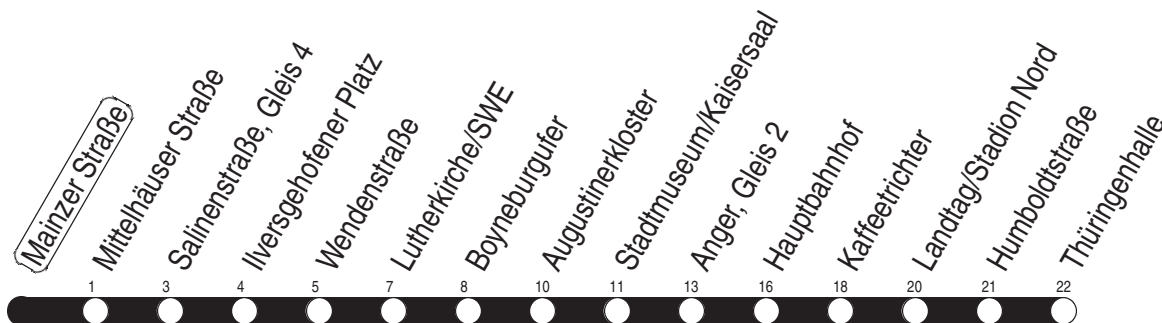 Mainzer Straße
Mittelhäuser Straße
Salinenstraße, Gleis 4
Ilversgehofener Platz
Wendenstraße
Lutherkirche/SWE
Boyneburgufer
Augustinerkloster
Stadtmuseum/Kaisersaal
Anger, Gleis 2
Hauptbahnhof
Kaffeetrichter
Landtag/Stadion Nord
Humboldtstraße
Thüringenhalle
1 3 4 5 7 8 10 11 13 16 18 20 21 22